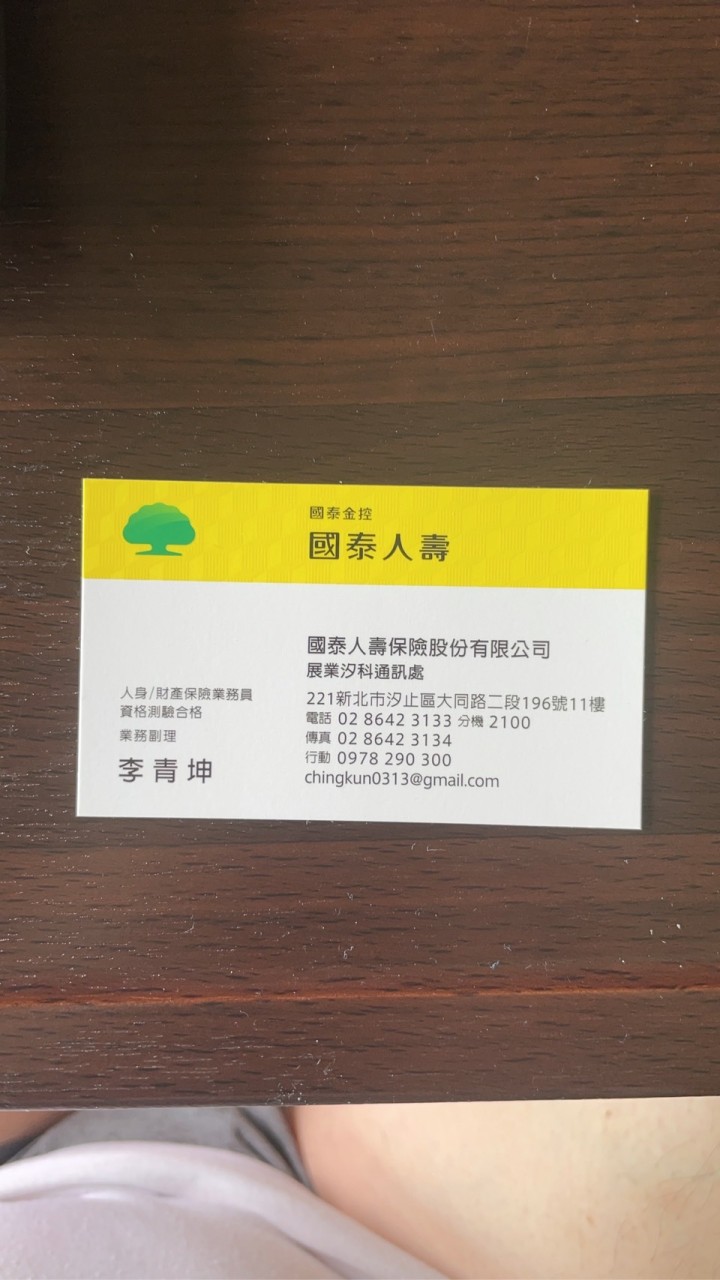 國泰金控
國泰人壽
國泰人壽保險股份有限公司
展業汐科通訊處
221新北市汐止區大同路二段196號11樓
電話 02 8642 3133 分機 2100
傳真 02 8642 3134
行動 0978 290 300
chingkun0313@gmail.com
人身/財產保險業務員
資格測驗合格
業務副理
李青坤